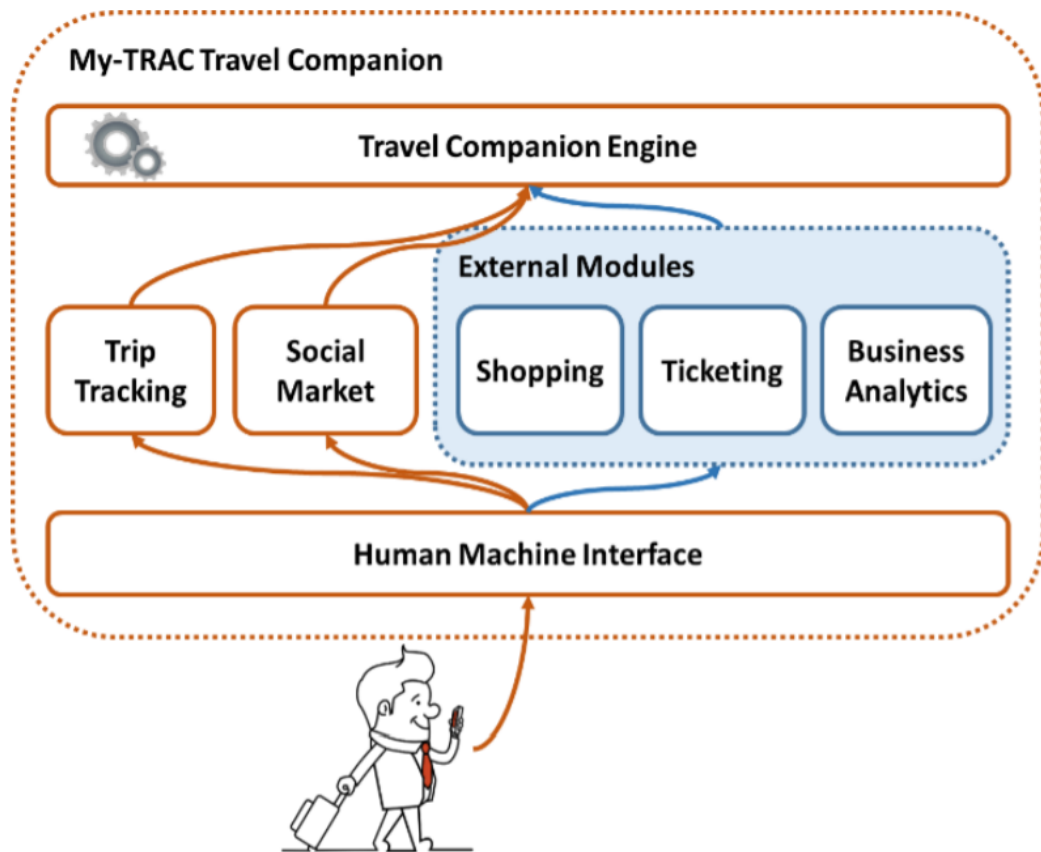 My-TRAC Travel Companion
Travel Companion Engine
External Modules
Trip
Tracking
Social
Market
Shopping
Ticketing
Business
Analytics
Human Machine Interface